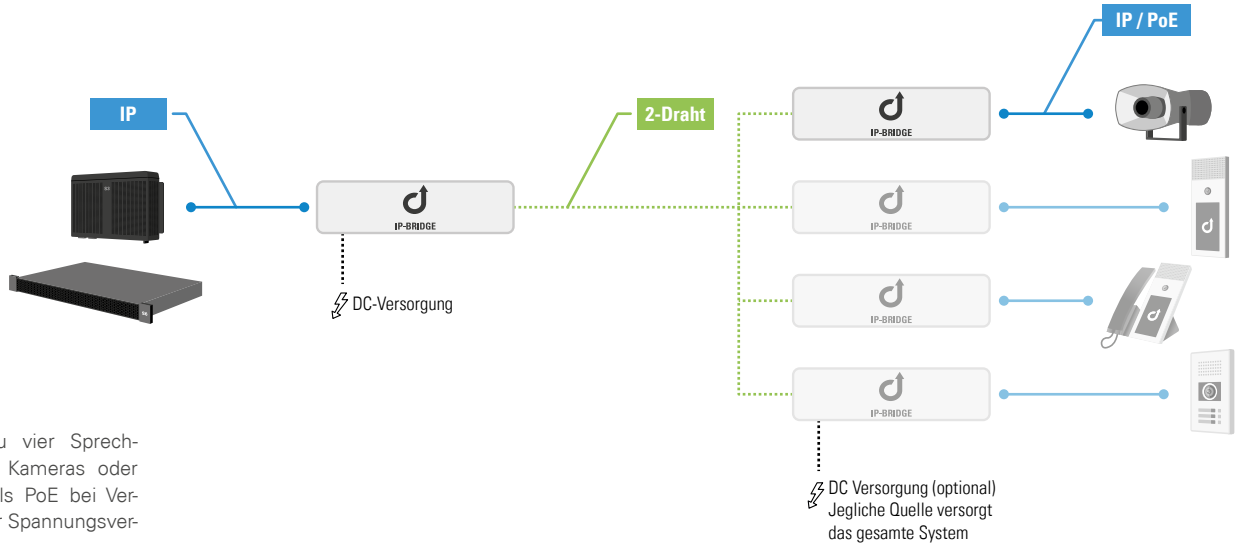 IP / PoE
IP
2-Draht
IP-BRIDGE
IP-BRIDGE
IP-BRIDGE
IP-BRIDGE
IP-BRIDGE
DC-Versorgung
u vier Sprech-
Kameras oder
ls PoE bei Ver-
r Spannungsver-
DC Versorgung (optional)
Jegliche Quelle versorgt
das gesamte System